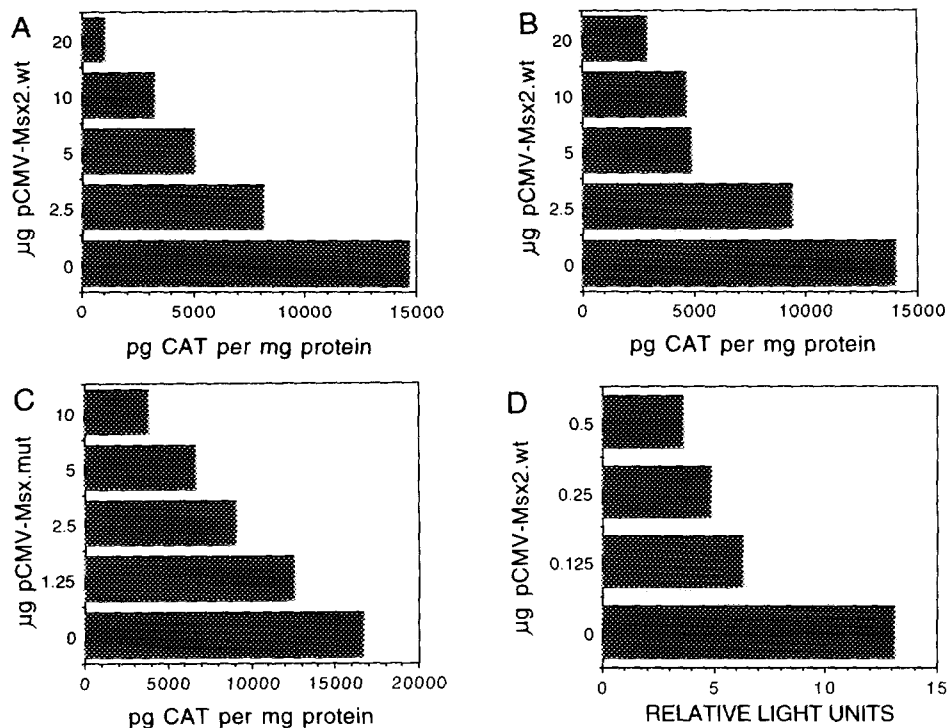 A
µg pCMV-Msx2.wt
20
10
5
2.5
0
0 5000 10000 15000
pg CAT per mg protein
B
µg pCMV-Msx2.wt
20
10
5
2.5
0
0 5000 10000 15000
pg CAT per mg protein
C
µg pCMV-Msx.mut
10
5
2.5
1.25
0
0 5000 10000 15000 20000
pg CAT per mg protein
D
µg pCMV-Msx2.wt
0.5
0.25
0.125
0
0 5 10 15
RELATIVE LIGHT UNITS